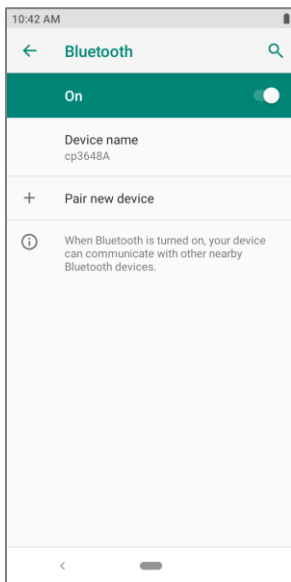 10:42 AM
Bluetooth
On
Device name
cp3648A
Pair new device
When Bluetooth is turned on, your device
can communicate with other nearby
Bluetooth devices.